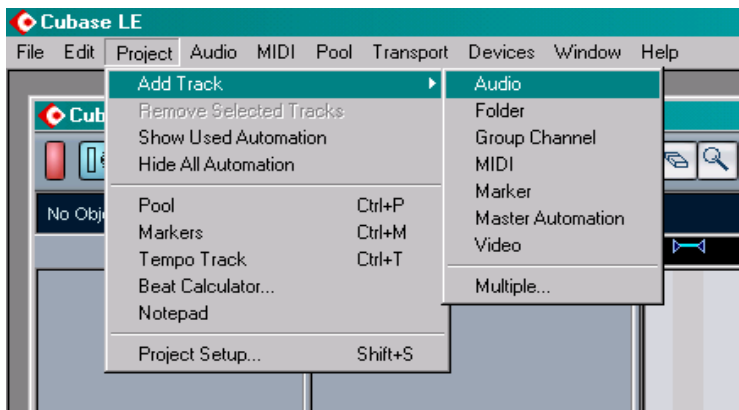 Cubase LE
File Edit Project Audio MIDI Pool Transport Devices Window Help
Add Track
Remove Selected Tracks
Show Used Automation
Hide All Automation
Pool Ctrl+P
Markers Ctrl+M
Tempo Track Ctrl+T
Beat Calculator...
Notepad
Project Setup... Shift+S
Audio
Folder
Group Channel
MIDI
Marker
Master Automation
Video
Multiple...
Cub
No Obj